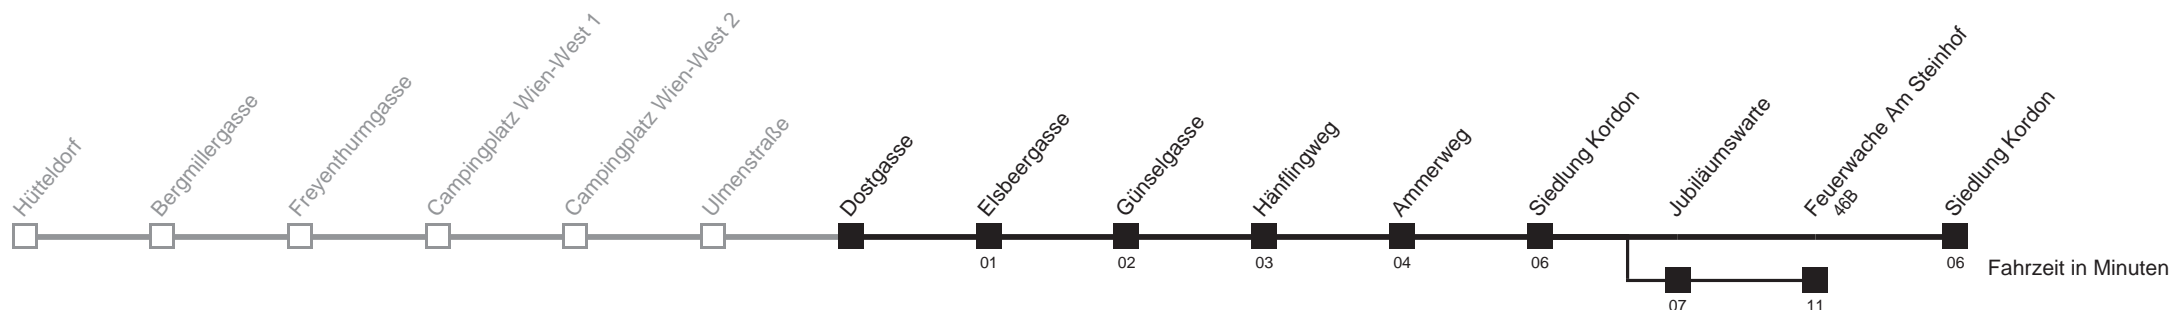 Hütteldorf
Bergmillergasse
Freyenthurmgasse
Campingplatz Wien-West 1
Campingplatz Wien-West 2
Ulmenstraße
Dostgasse
Elsbeergasse
Günselgasse
Hänflingweg
Ammerweg
Siedlung Kordon
Jubiläumswarte
Feuerwache Am Steinhof
46B
Siedlung Kordon
01
02
03
04
06
06
Fahrzeit in Minuten
07
11